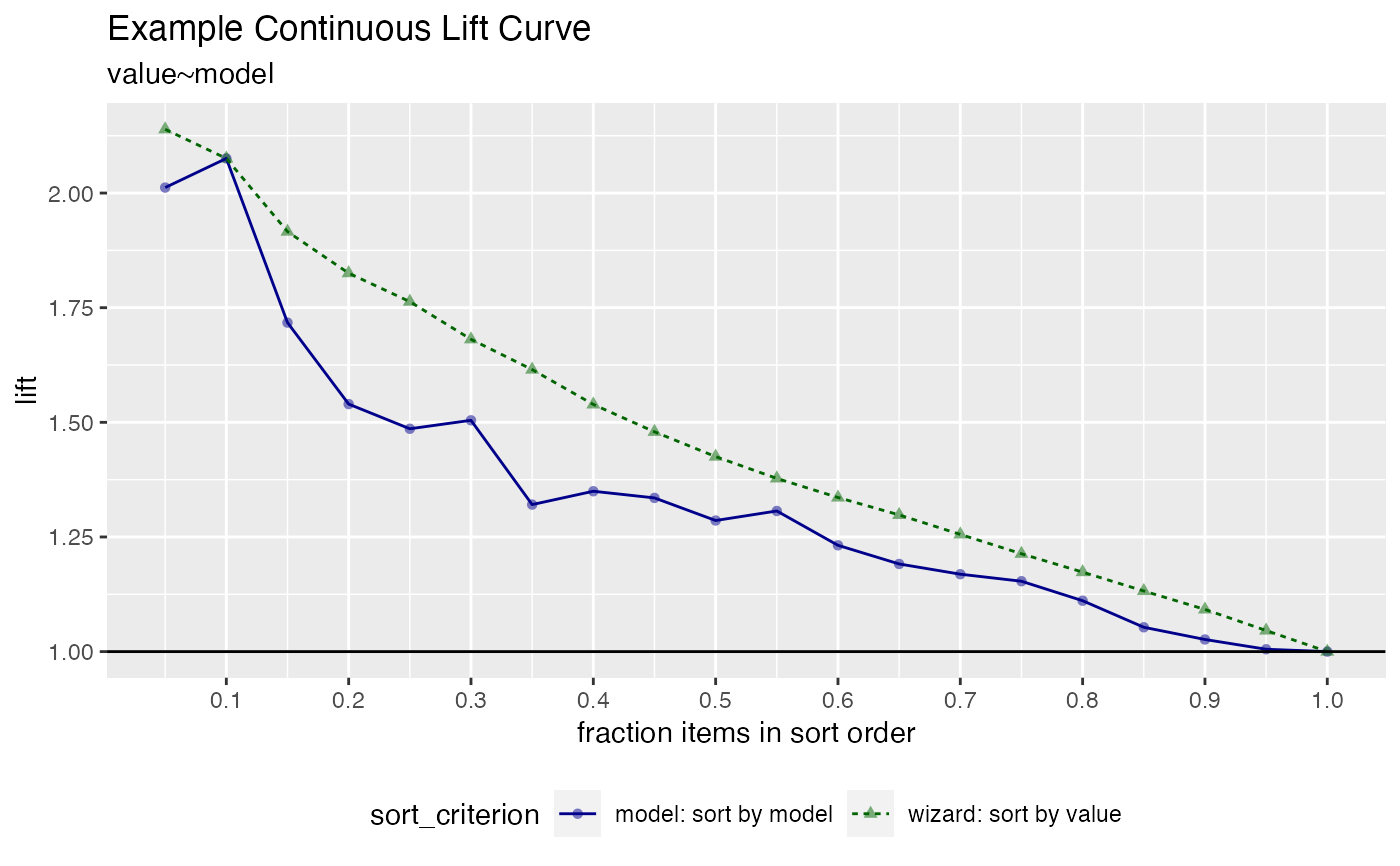 Example Continuous Lift Curve
value~model
lift
2.00
1.75
1.50
1.25
1.00
0.1 0.2 0.3 0.4 0.5 0.6 0.7 0.8 0.9 1.0
fraction items in sort order
sort_criterion model: sort by model wizard: sort by value